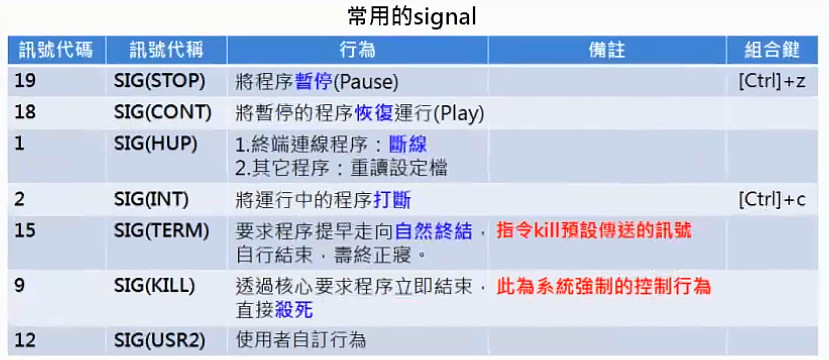 常用的signal
訊號代碼 訊號代稱 行為 備註 組合鍵
19 SIG(STOP) 將程序暫停(Pause) [Ctrl]+z
18 SIG(CONT) 將暫停的程序恢復運行(Play)
1 SIG(HUP) 1.終端連線程序：斷線
2.其它程序：重讀設定檔
2 SIG(INT) 將運行中的程序打斷 [Ctrl]+c
15 SIG(TERM) 要求程序提早走向自然終結， 指令kill預設傳送的訊號
自行結束，壽終正寢。
9 SIG(KILL) 透過核心要求程序立即結束， 此為系統強制的控制行為
直接殺死
12 SIG(USR2) 使用者自訂行為